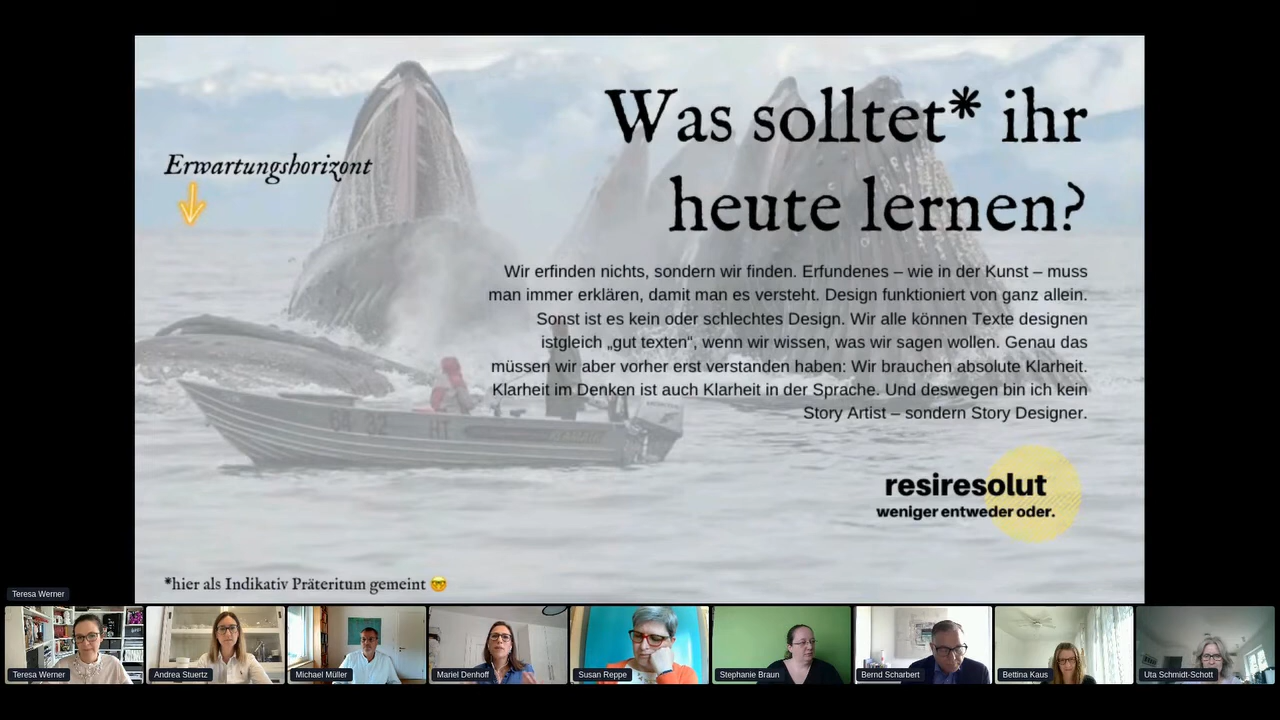 Was solltet* ihr
heute lernen?
Erwartungshorizont
Wir erfinden nichts, sondern wir finden. Erfundenes – wie in der Kunst – muss
man immer erklären, damit man es versteht. Design funktioniert von ganz allein.
Sonst ist es kein oder schlechtes Design. Wir alle können Texte designen
istgleich „gut texten“, wenn wir wissen, was wir sagen wollen. Genau das
müssen wir aber vorher erst verstanden haben: Wir brauchen absolute Klarheit.
Klarheit im Denken ist auch Klarheit in der Sprache. Und deswegen bin ich kein
Story Artist – sondern Story Designer.
resiresolut
weniger entweder oder.
*hier als Indikativ Präteritum gemeint 🤓
Teresa Werner
Teresa Werner
Andrea Stuertz
Michael Müller
Mariel Denhoff
Susan Reppe
Stephanie Braun
Bernd Scharbert
Bettina Kaus
Uta Schmidt-Schott